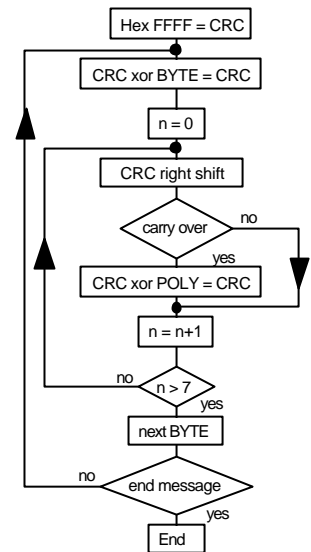 Hex FFFF = CRC
CRC xor BYTE = CRC
n = 0
CRC right shift
carry over
no
yes
CRC xor POLY = CRC
n = n+1
no
n > 7
yes
next BYTE
no
end message
yes
End